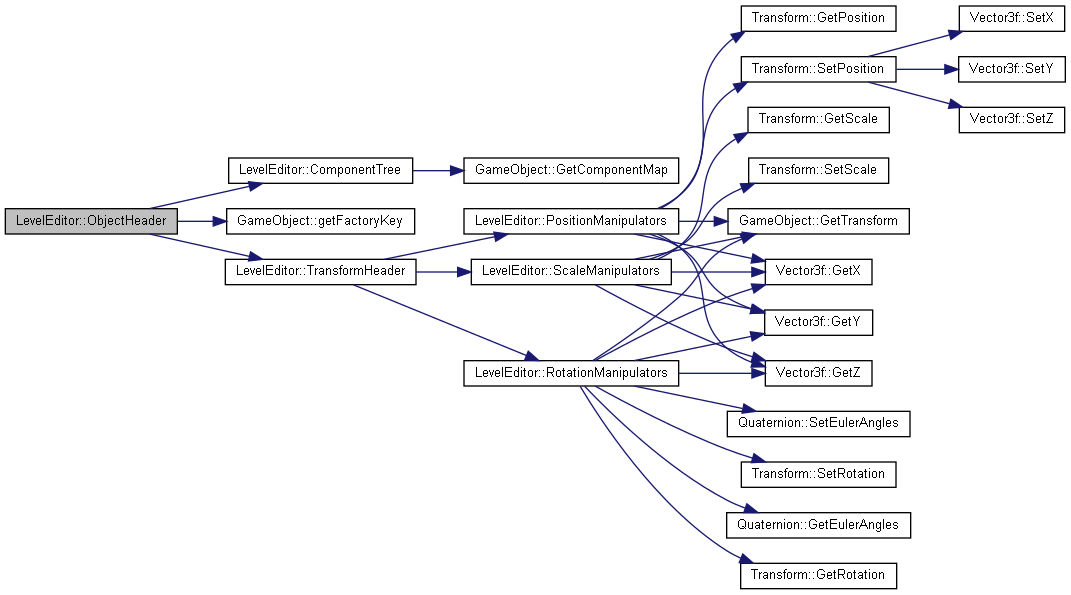 Transform::GetPosition
Vector3f::SetX
Transform::SetPosition
Vector3f::SetY
Transform::GetScale
Vector3f::SetZ
LevelEditor::ComponentTree
GameObject::GetComponentMap
Transform::SetScale
LevelEditor::ObjectHeader
GameObject::getFactoryKey
LevelEditor::PositionManipulators
GameObject::GetTransform
LevelEditor::TransformHeader
LevelEditor::ScaleManipulators
Vector3f::GetX
Vector3f::GetY
LevelEditor::RotationManipulators
Vector3f::GetZ
Quaternion::SetEulerAngles
Transform::SetRotation
Quaternion::GetEulerAngles
Transform::GetRotation